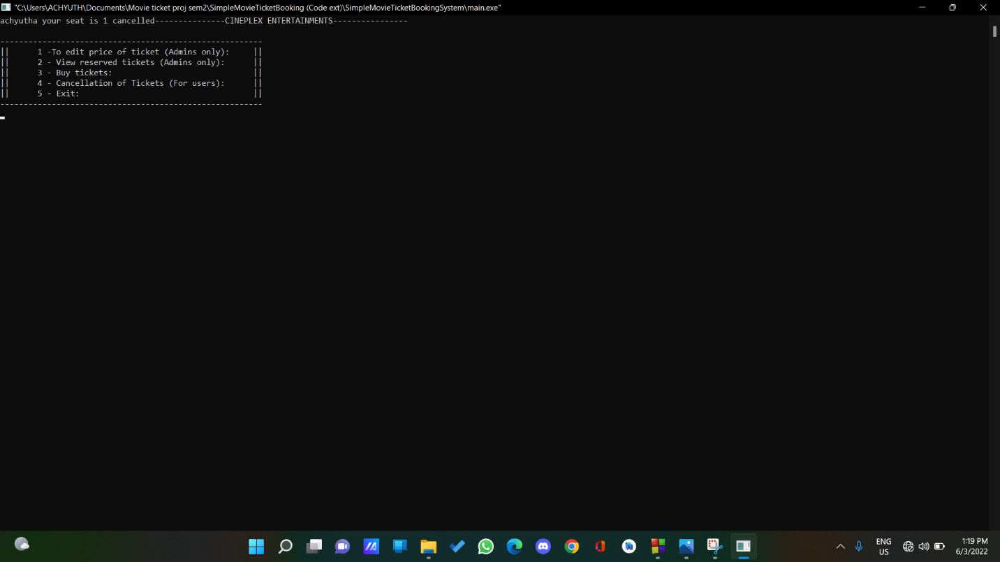 "C:\Users\ACHYUTH\Documents\Movie ticket proj sem2\SimpleMovieTicketBooking (Code ext)\SimpleMovieTicketBookingSystem\main.exe"
achyutha your seat is 1 cancelled---------------CINEPLEX ENTERTAINMENTS----------------
--------------------------------------------------------
||      1 -To edit price of ticket (Admins only):     ||
||      2 - View reserved tickets (Admins only):      ||
||      3 - Buy tickets:                              ||
||      4 - Cancellation of Tickets (For users):      ||
||      5 - Exit:                                     ||
--------------------------------------------------------
ENG
US
1:19 PM
6/3/2022